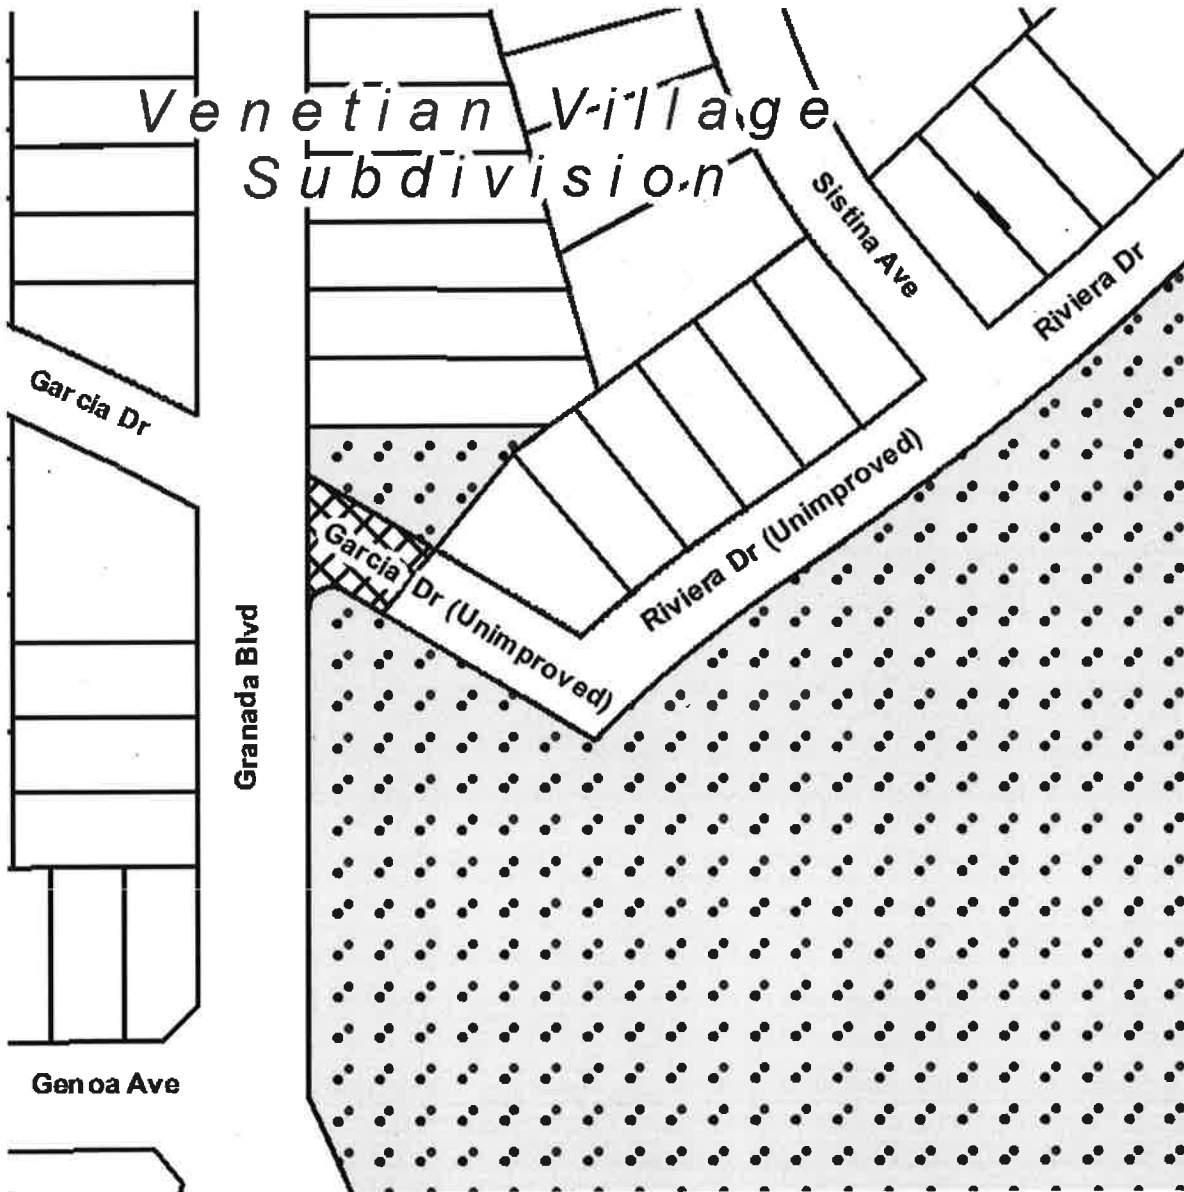 Venetian Village
Subdivision
Sistina Ave
Riviera Dr
Garcia Dr
Riviera Dr (Unimproved)
Garcia Dr (Unimproved)
Granada Blvd
Genoa Ave